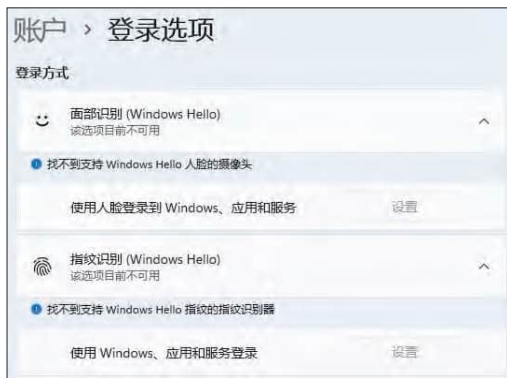 账户 › 登录选项
登录方式
面部识别 (Windows Hello)
该选项目前不可用
找不到支持 Windows Hello 人脸的摄像头
使用人脸登录到 Windows、应用和服务 设置
指纹识别 (Windows Hello)
该选项目前不可用
找不到支持 Windows Hello 指纹的指纹识别器
使用 Windows、应用和服务登录 设置